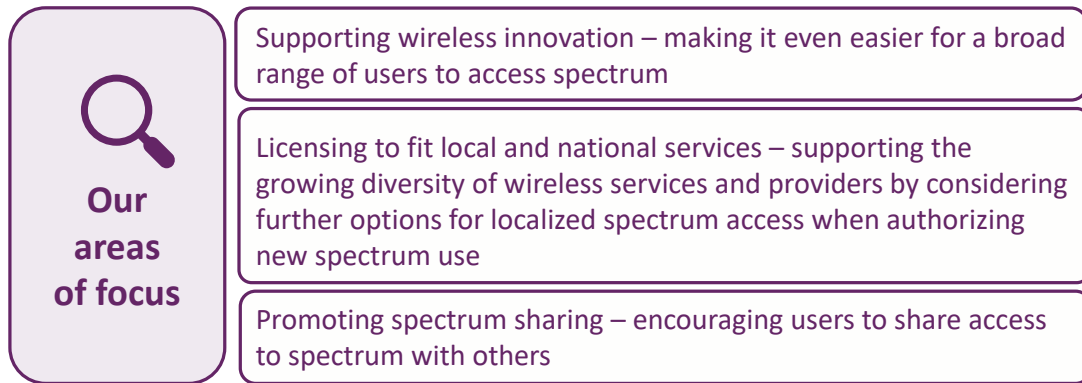 Our
areas
of focus
Supporting wireless innovation – making it even easier for a broad
range of users to access spectrum
Licensing to fit local and national services – supporting the
growing diversity of wireless services and providers by considering
further options for localized spectrum access when authorizing
new spectrum use
Promoting spectrum sharing – encouraging users to share access
to spectrum with others